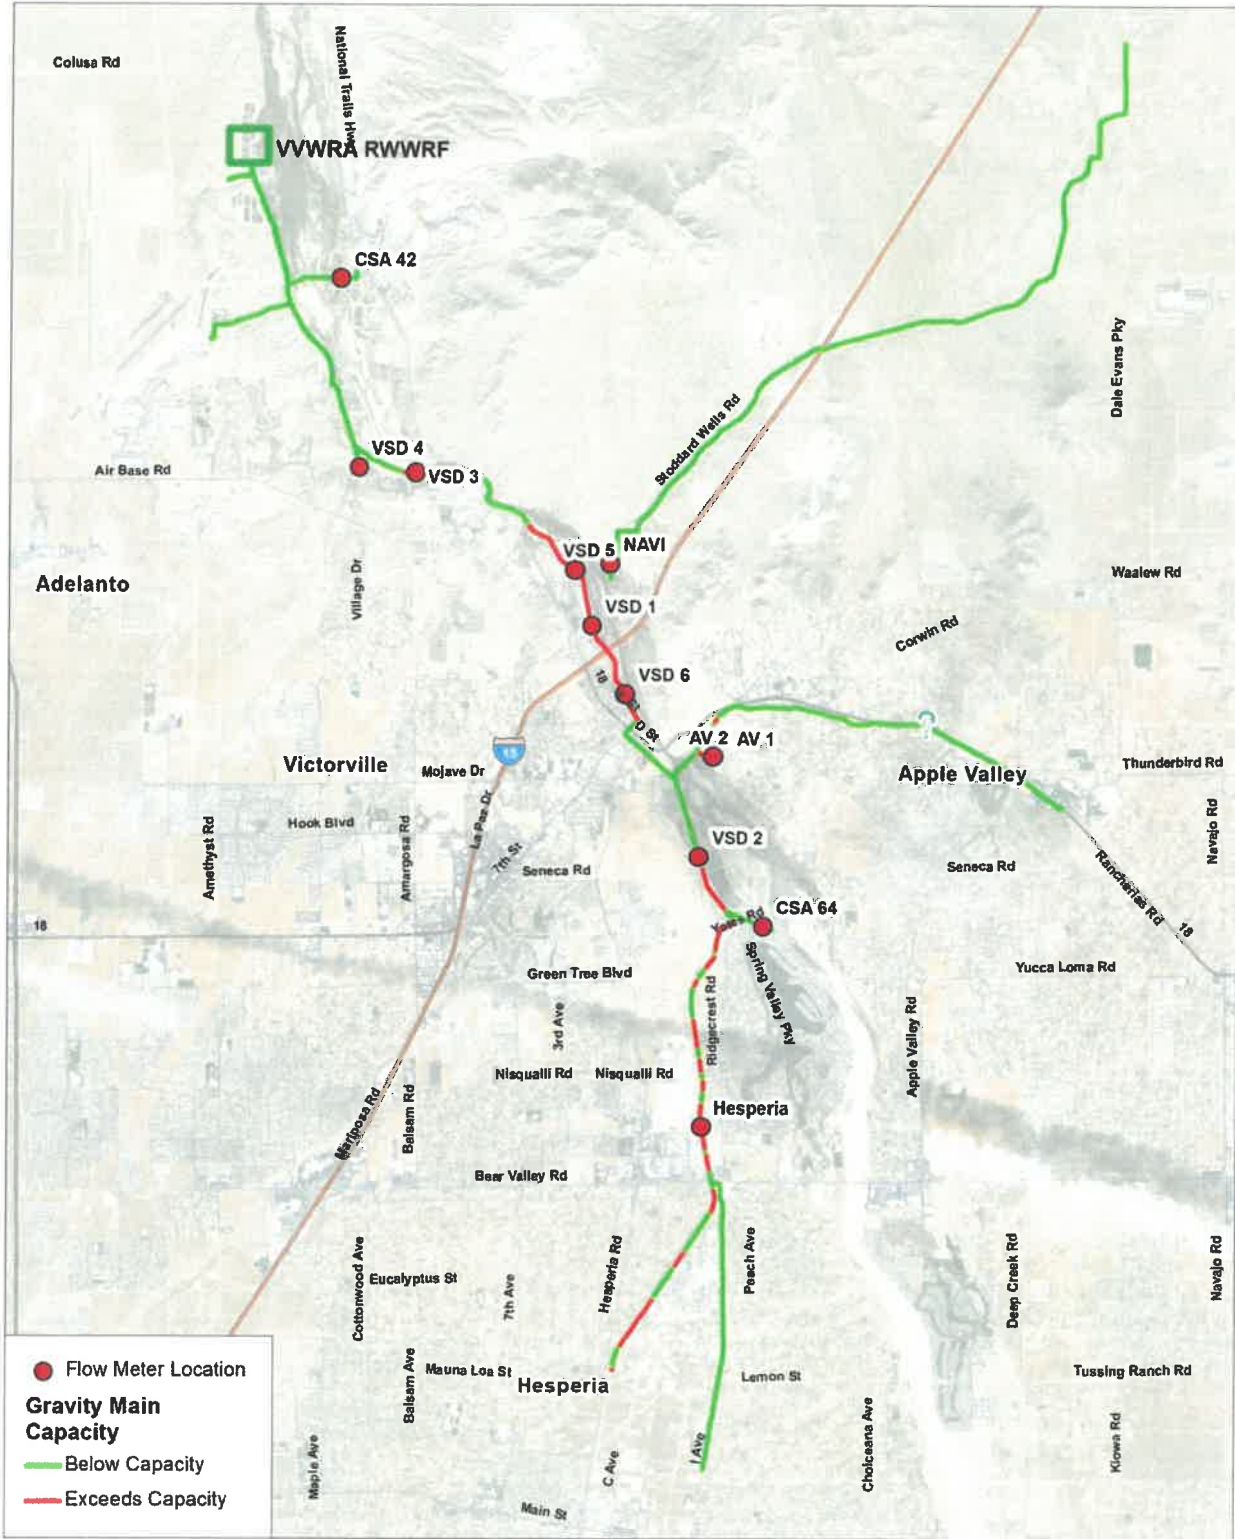 Colusa Rd
National Trails Hwy
VVWRA RWWRF
CSA 42
Dale Evans Pky
Stoddard Wells Rd
VSD 4
VSD 3
Air Base Rd
VSD 5
NAVI
Adelanto
Village Dr
Waalew Rd
VSD 1
Corwin Rd
18
VSD 6
D St
AV 2
AV 1
15
Victorville
Mojave Dr
Apple Valley
Thunderbird Rd
Hook Blvd
Amethyst Rd
Amargosa Rd
La Paz Dr
7th St
Seneca Rd
VSD 2
Seneca Rd
Navajo Rd
Rancherias Rd
18
CSA 64
Yates Rd
18
Green Tree Blvd
Spring Valley Pky
Yucca Loma Rd
3rd Ave
Ridgecrest Rd
Apple Valley Rd
Nisqualli Rd
Nisqualli Rd
Mariposa Rd
Balsam Rd
Hesperia
Bear Valley Rd
Cottonwood Ave
Eucalyptus St
7th Ave
Hesperia Rd
Peach Ave
Deep Creek Rd
Navajo Rd
Flow Meter Location
Balsam Ave
Mauna Loa St
Hesperia
Lemon St
Tussing Ranch Rd
Gravity Main
Capacity
Below Capacity
Exceeds Capacity
Maple Ave
C Ave
I Ave
Choiceana Ave
Kiowa Rd
Main St